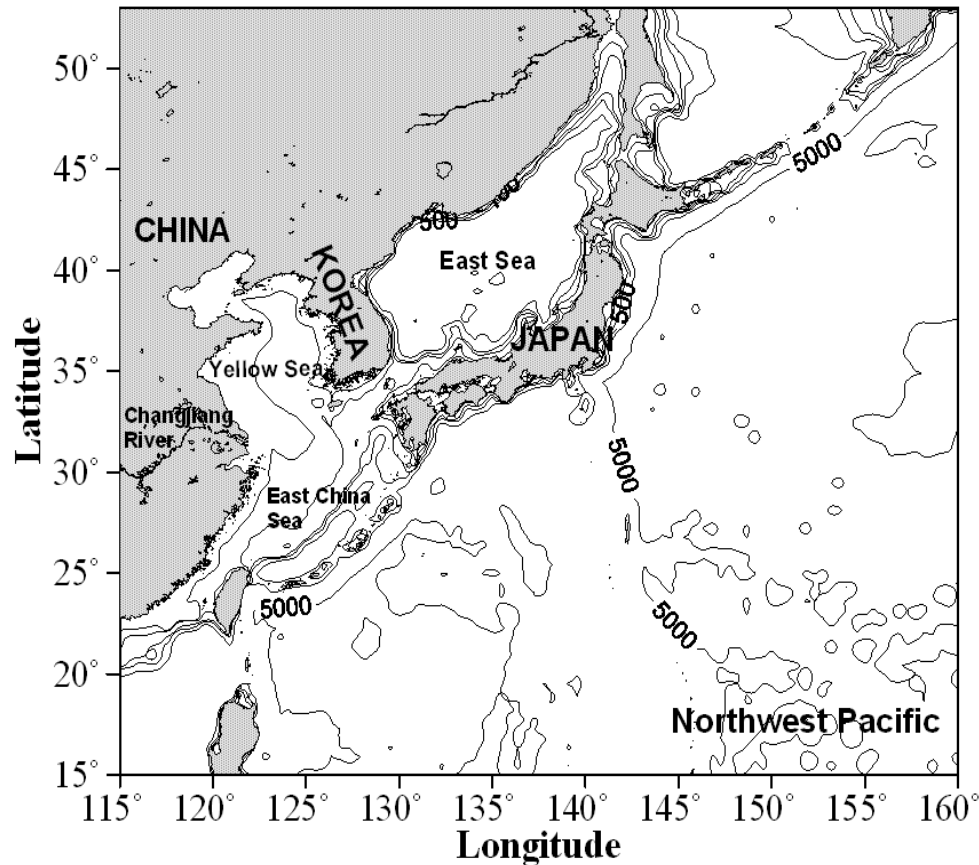 50°
45°
40°
35°
30°
25°
20°
15°
Latitude
CHINA
KOREA
JAPAN
East Sea
Yellow Sea
Changjiang
River
East China
Sea
Northwest Pacific
500
500
5000
5000
5000
5000
115° 120° 125° 130° 135° 140° 145° 150° 155° 160°
Longitude